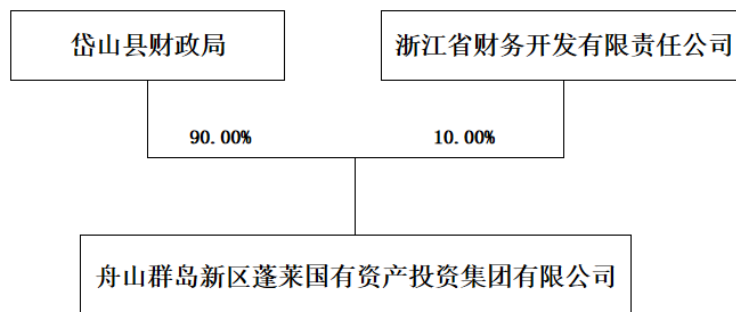 岱山县财政局
浙江省财务开发有限责任公司
90.00%
10.00%
舟山群岛新区蓬莱国有资产投资集团有限公司